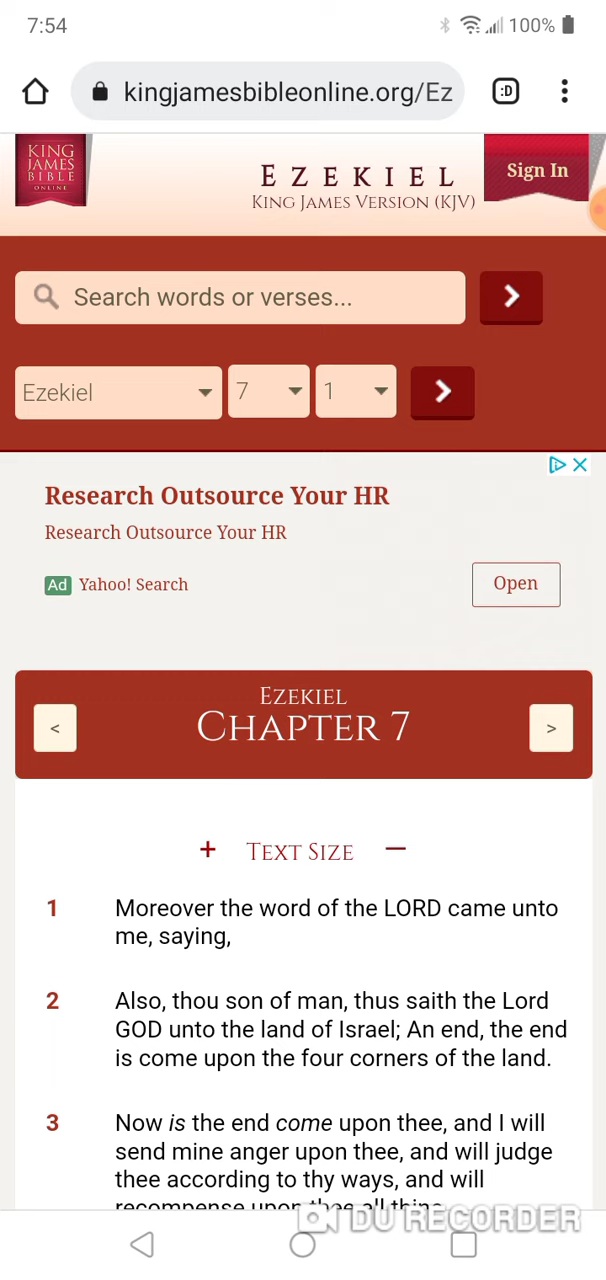 7:54
100%
kingjamesbibleonline.org/Ez
:D
KING
JAMES
BIBLE
ONLINE
EZEKIEL
KING JAMES VERSION (KJV)
Sign In
Search words or verses...
Ezekiel
7
1
Research Outsource Your HR
Research Outsource Your HR
Ad Yahoo! Search
Open
EZEKIEL
< CHAPTER 7 >
+ TEXT SIZE —
1 Moreover the word of the LORD came unto
me, saying,
2 Also, thou son of man, thus saith the Lord
GOD unto the land of Israel; An end, the end
is come upon the four corners of the land.
3 Now is the end come upon thee, and I will
send mine anger upon thee, and will judge
thee according to thy ways, and will
recompense upon thee all thine
DU RECORDER